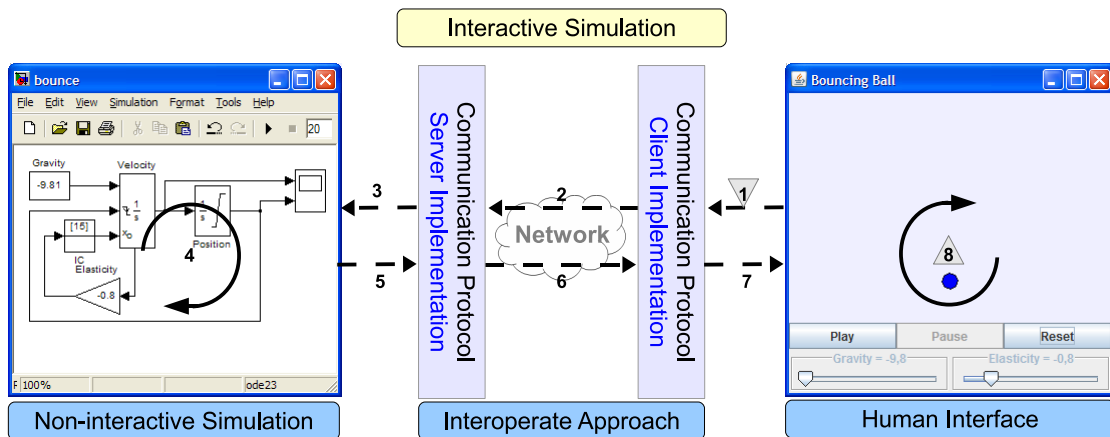 Interactive Simulation
bounce
File Edit View Simulation Format Tools Help
20
Gravity
-9.81
Velocity
1
s
xo
[15]
IC
Elasticity
-0.8
1
s
Position
4
100%
ode23
Non-interactive Simulation
3
5
Communication Protocol
Server Implementation
2
Network
6
Communication Protocol
Client Implementation
Interoperate Approach
1
7
Bouncing Ball
8
Play Pause Reset
Gravity = -9,8 Elasticity = -0,8
Human Interface